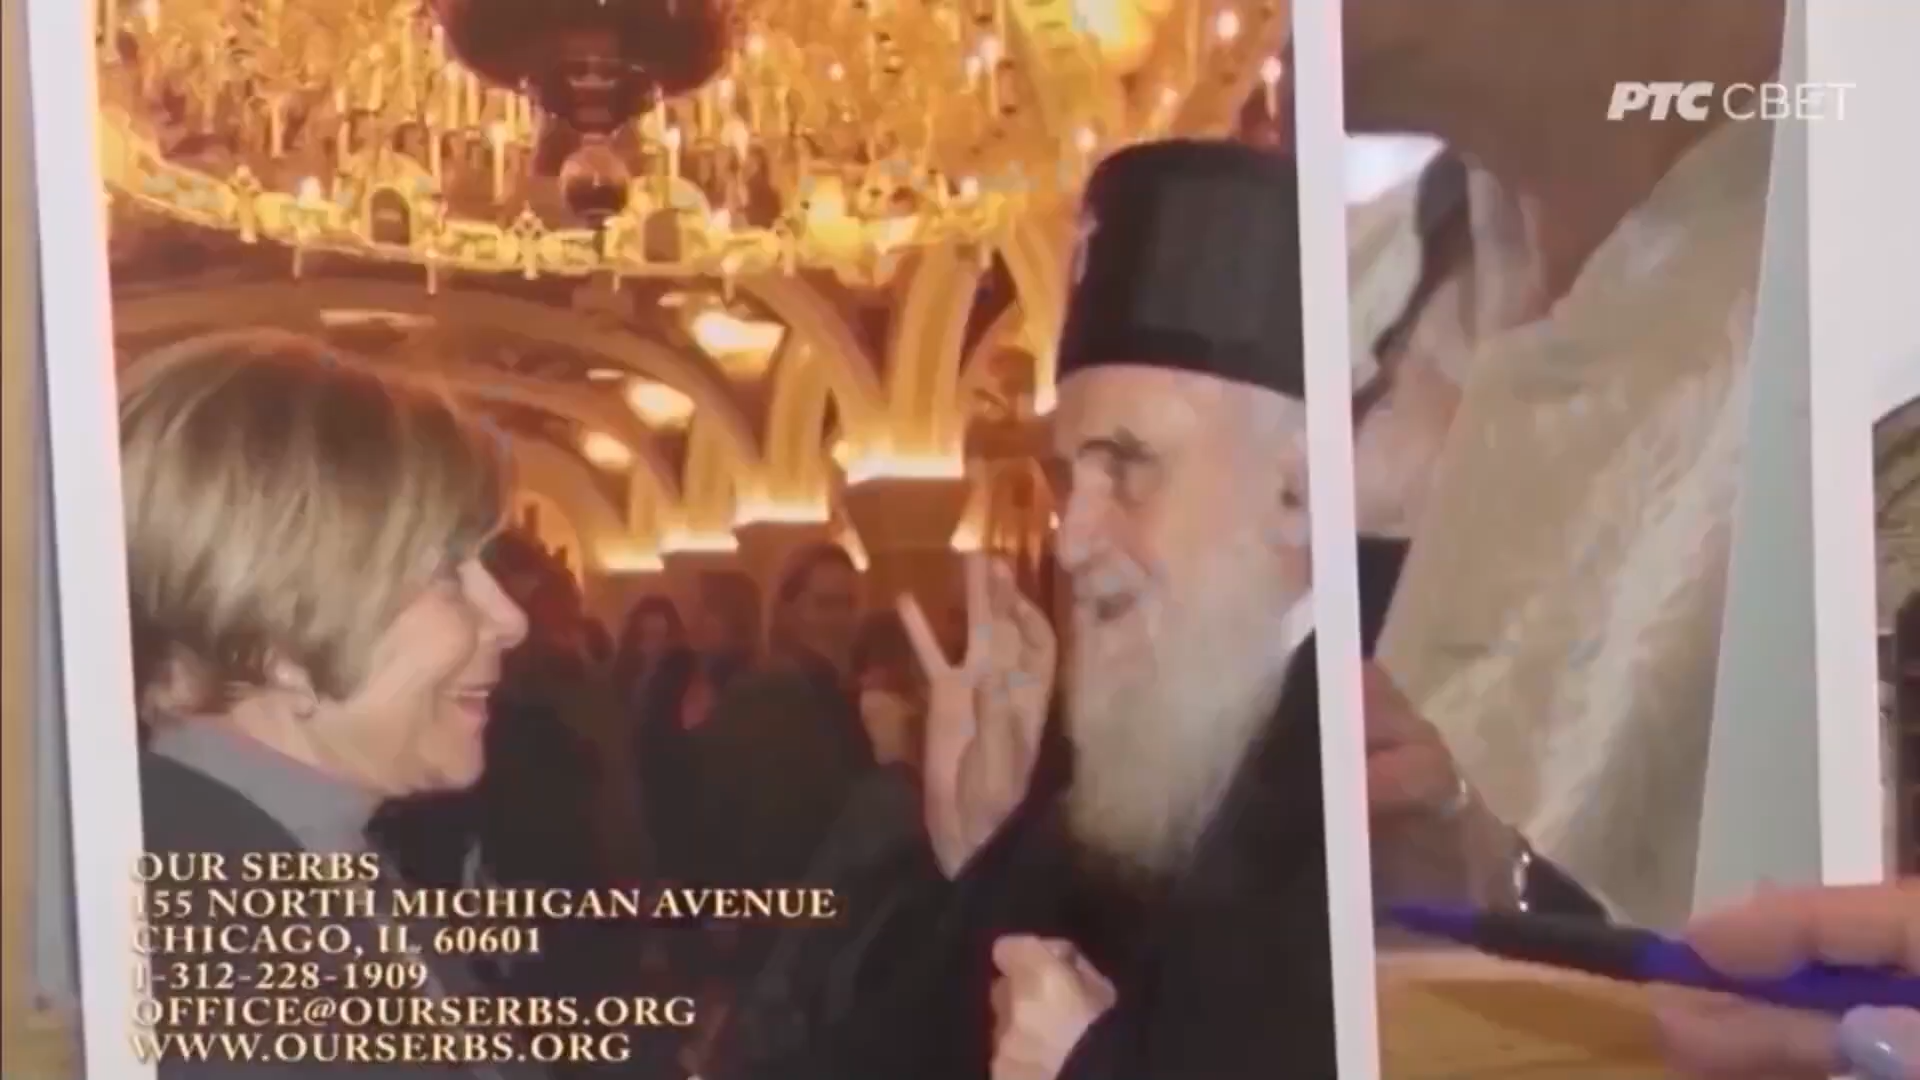 РТС СВЕТ
OUR SERBS
155 NORTH MICHIGAN AVENUE
CHICAGO, IL 60601
1-312-228-1909
OFFICE@OURSERBS.ORG
WWW.OURSERBS.ORG